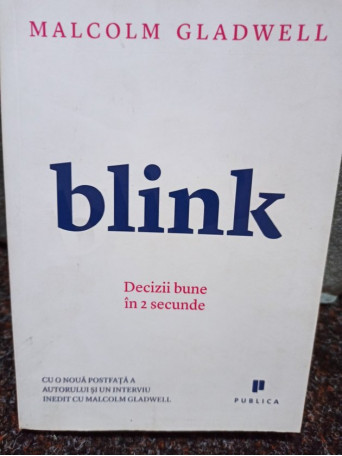 MALCOLM GLADWELL
blink
Decizii bune
în 2 secunde
CU O NOUĂ POSTFAȚĂ A
AUTORULUI ȘI UN INTERVIU
INEDIT CU MALCOLM GLADWELL
PUBLICA